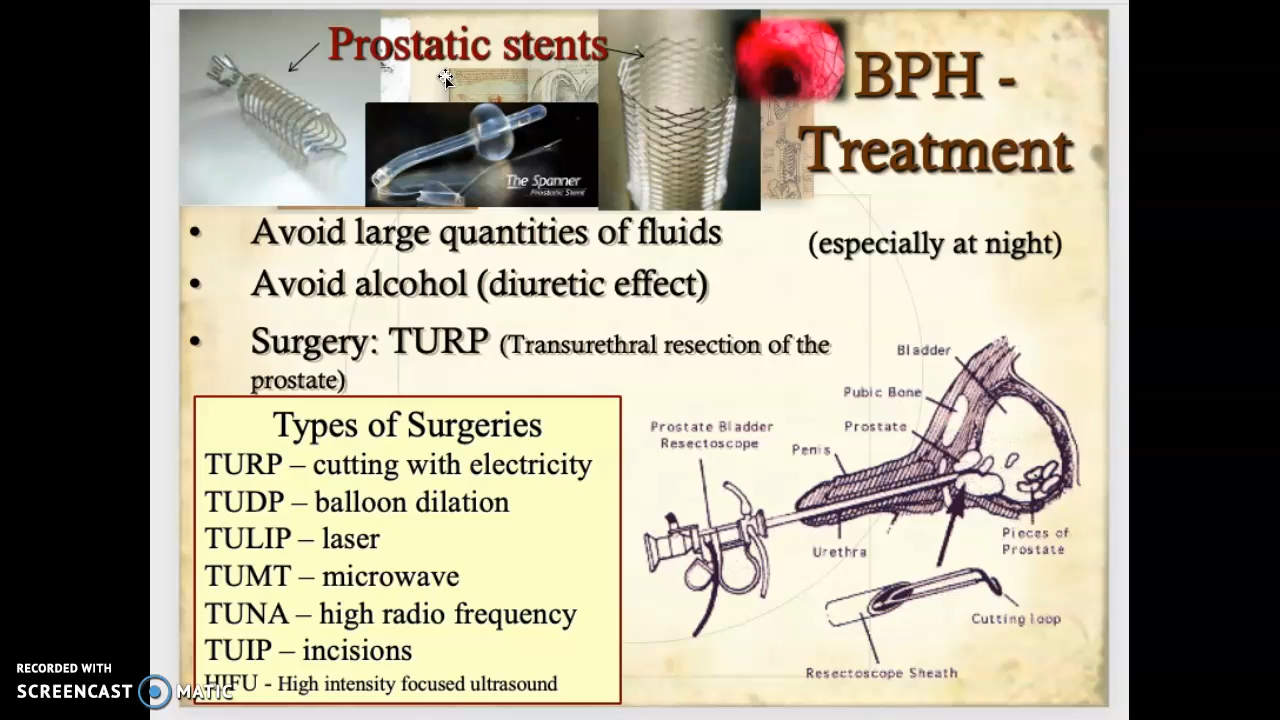 Prostatic stents
BPH -
Treatment
The Spanner
Prostatic Stent
• Avoid large quantities of fluids
(especially at night)
• Avoid alcohol (diuretic effect)
• Surgery: TURP (Transurethral resection of the
prostate)
Types of Surgeries
TURP – cutting with electricity
TUDP – balloon dilation
TULIP – laser
TUMT – microwave
TUNA – high radio frequency
TUIP – incisions
HIFU - High intensity focused ultrasound
Bladder
Pubic Bone
Prostate
Prostate Bladder
Resectoscope
Penis
Urethra
Pieces of
Prostate
Cutting loop
Resectoscope Sheath
RECORDED WITH
SCREENCAST MATIC